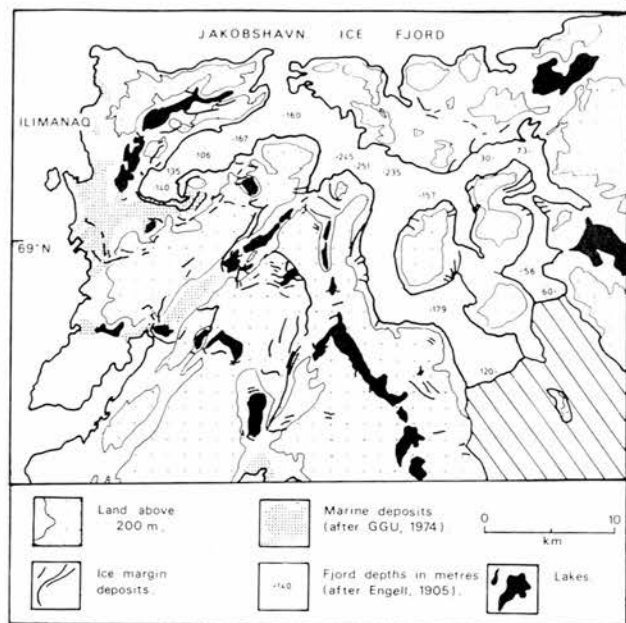 JAKOBSHAVN ICE FJORD
ILIMANAQ
-160
-167
-106
135
-140
-245
-251
-235
-157
30-
73-
69°N
-56
60-
-179
120-
Land above
200 m.
Marine deposits
(after GGU, 1974)
0 10
km
Ice margin
deposits.
-140
Fjord depths in metres
(after Engell, 1905).
Lakes